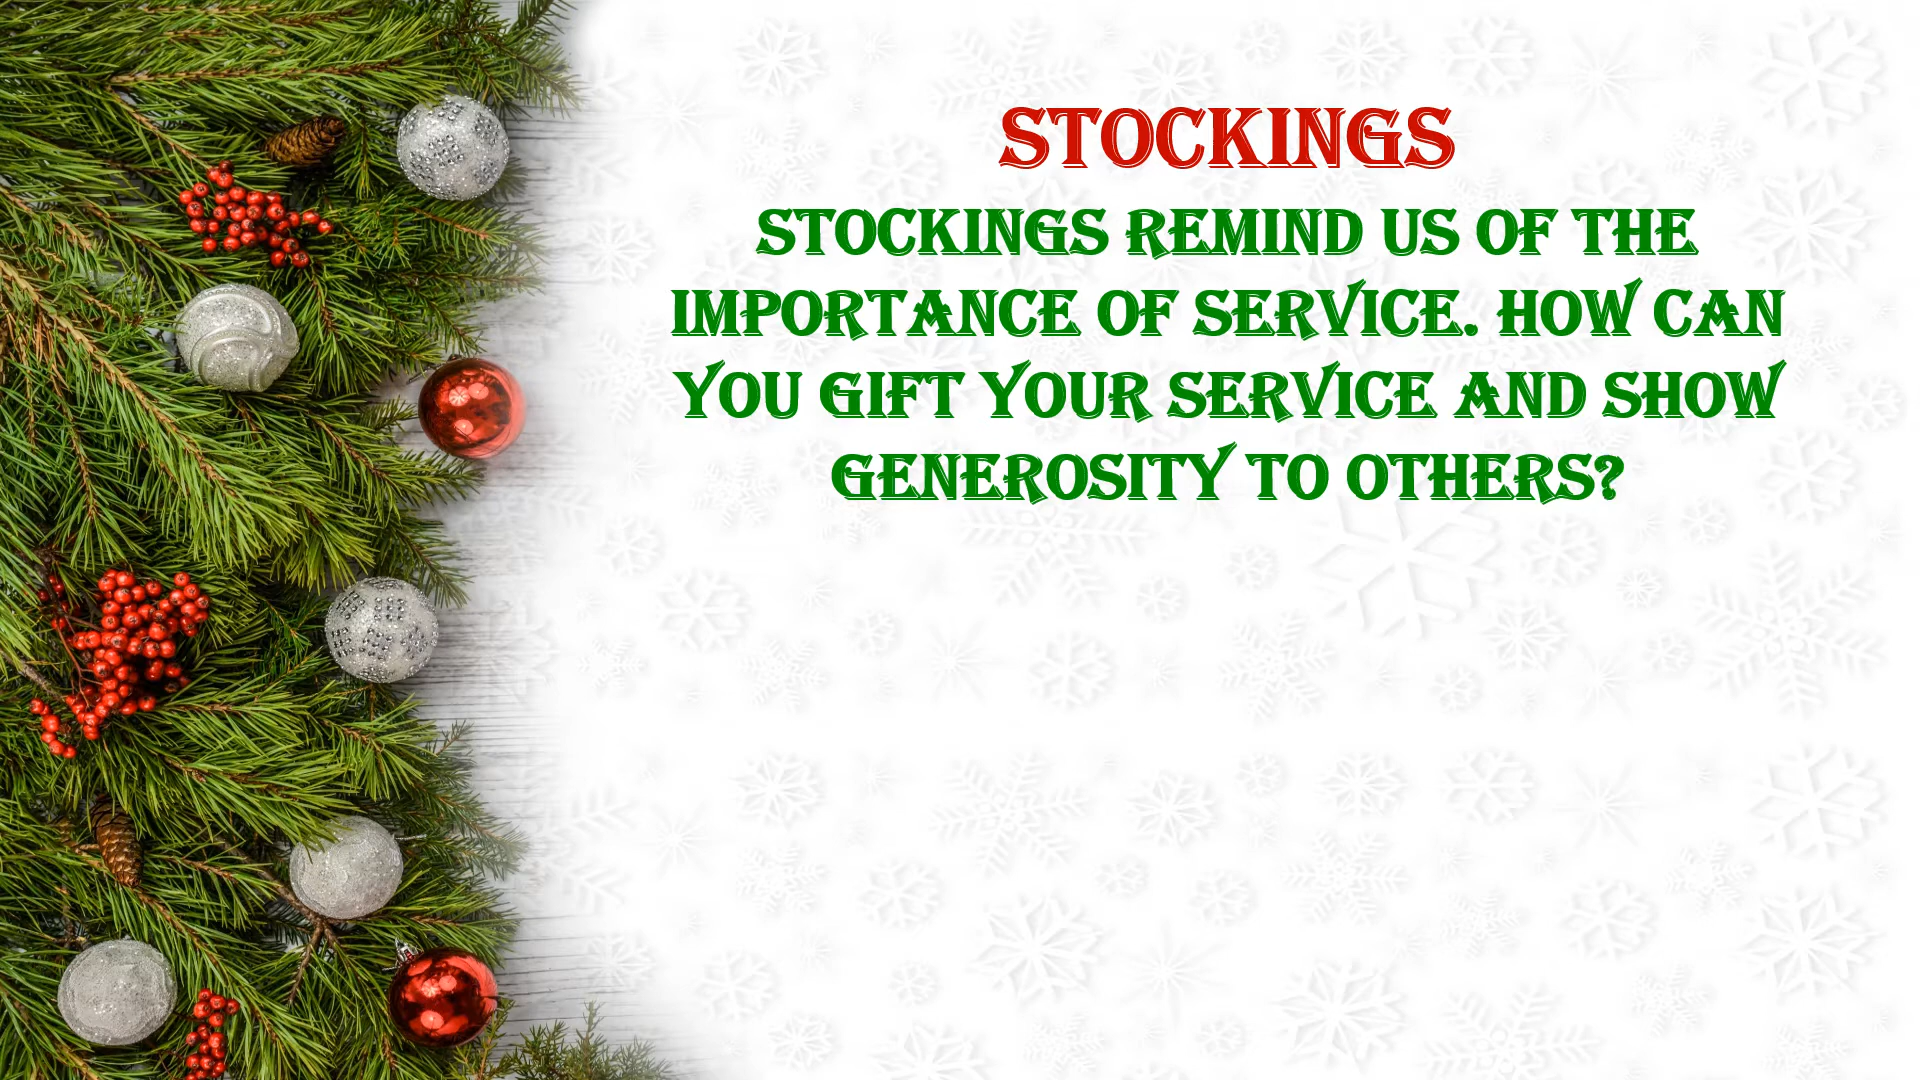 STOCKINGS
STOCKINGS REMIND US OF THE
IMPORTANCE OF SERVICE. HOW CAN
YOU GIFT YOUR SERVICE AND SHOW
GENEROSITY TO OTHERS?